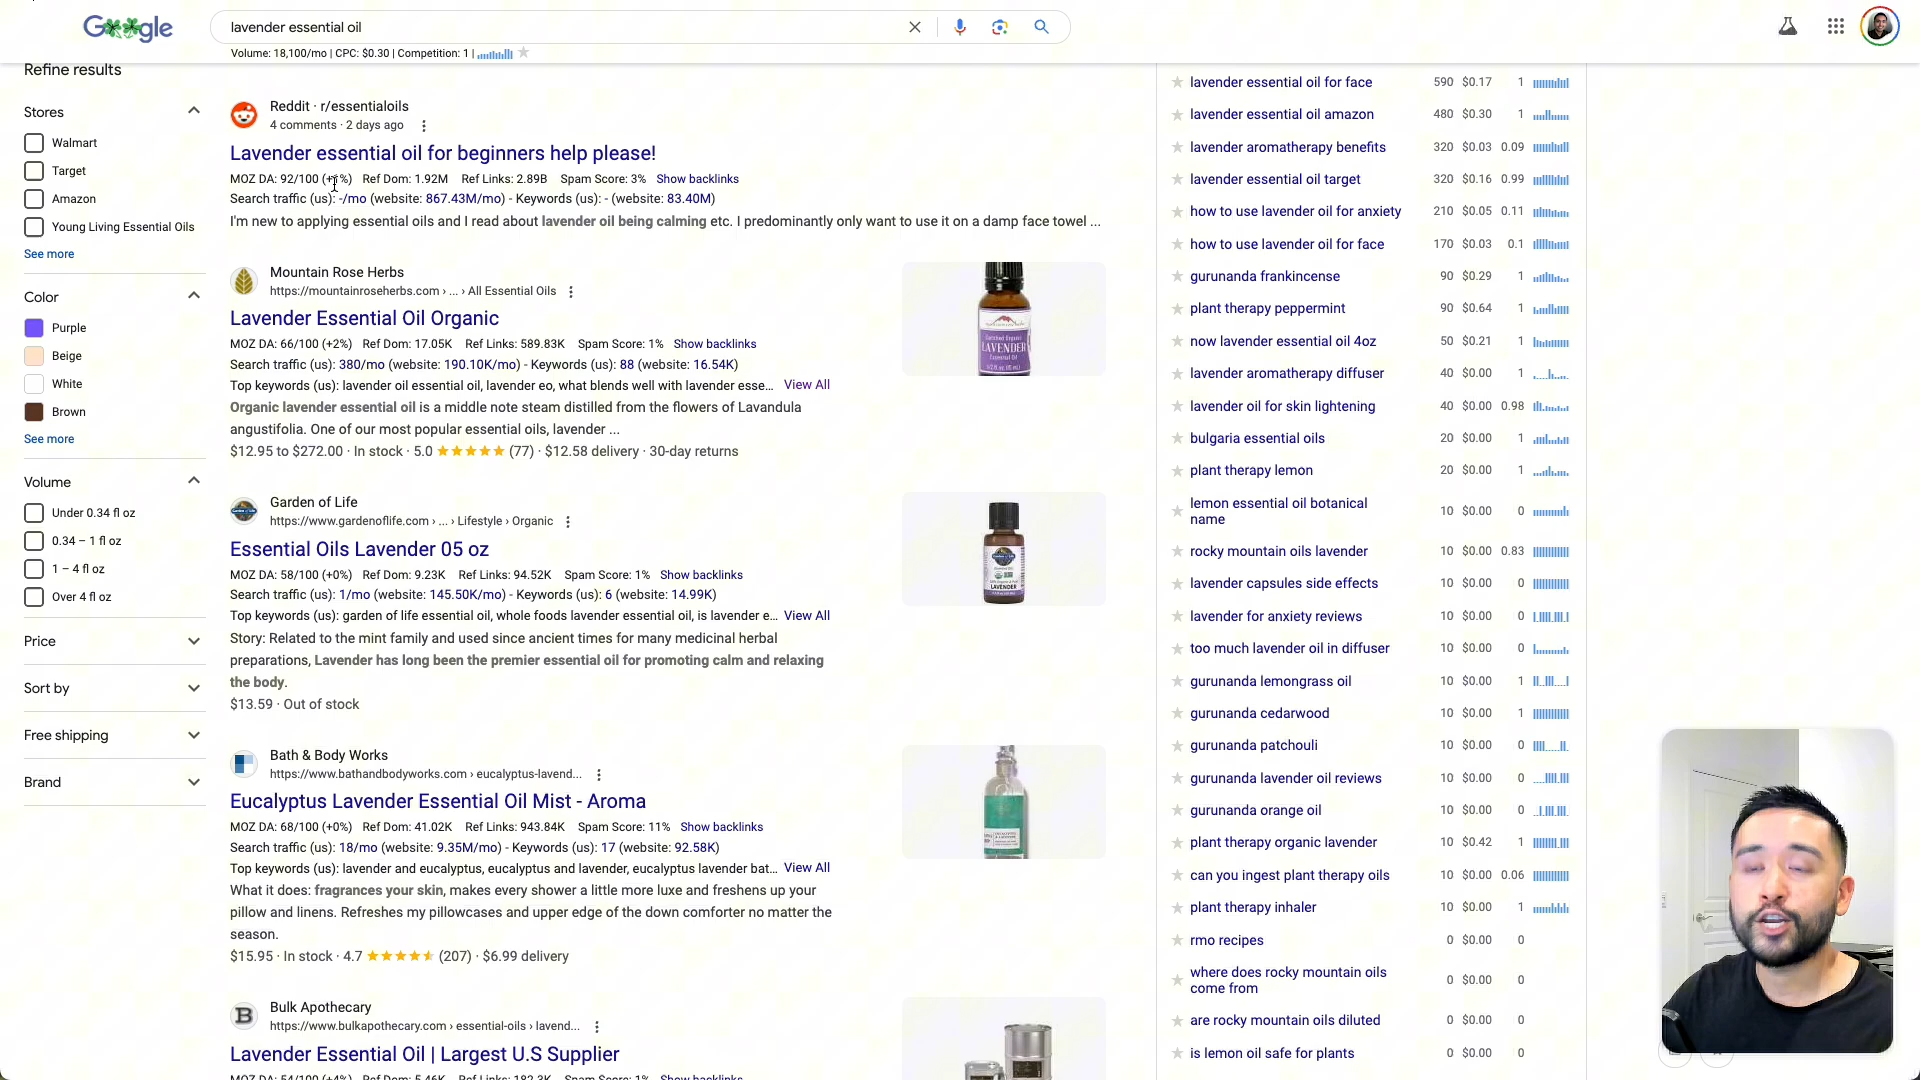 Google
lavender essential oil
Volume: 18,100/mo | CPC: $0.30 | Competition: 1 |
Refine results
Stores
Walmart
Target
Amazon
Young Living Essential Oils
See more
Color
Purple
Beige
White
Brown
See more
Volume
Under 0.34 fl oz
0.34 – 1 fl oz
1 – 4 fl oz
Over 4 fl oz
Price
Sort by
Free shipping
Brand
Reddit · r/essentialoils
4 comments · 2 days ago
Lavender essential oil for beginners help please!
MOZ DA: 92/100 Ref Dom: 1.92M Ref Links: 2.89B Spam Score: 3% Show backlinks
Search traffic (us): -/mo (website: 867.43M/mo) - Keywords (us): - (website: 83.40M)
I'm new to applying essential oils and I read about lavender oil being calming etc. I predominantly only want to use it on a damp face towel ...
Mountain Rose Herbs
https://mountainroseherbs.com › ... › All Essential Oils
Lavender Essential Oil Organic
MOZ DA: 66/100 (+2%) Ref Dom: 17.05K Ref Links: 589.83K Spam Score: 1% Show backlinks
Search traffic (us): 380/mo (website: 190.10K/mo) - Keywords (us): 88 (website: 16.54K)
Top keywords (us): lavender oil essential oil, lavender eo, what blends well with lavender esse... View All
Organic lavender essential oil is a middle note steam distilled from the flowers of Lavandula
angustifolia. One of our most popular essential oils, lavender ...
$12.95 to $272.00 · In stock · 5.0 ★★★★★ (77) · $12.58 delivery · 30-day returns
LAVENDER
Garden of Life
https://www.gardenoflife.com › ... › Lifestyle › Organic
Essential Oils Lavender 05 oz
MOZ DA: 58/100 (+0%) Ref Dom: 9.23K Ref Links: 94.52K Spam Score: 1% Show backlinks
Search traffic (us): 1/mo (website: 145.50K/mo) - Keywords (us): 6 (website: 14.99K)
Top keywords (us): garden of life essential oil, whole foods lavender essential oil, is lavender e... View All
Story: Related to the mint family and used since ancient times for many medicinal herbal
preparations, Lavender has long been the premier essential oil for promoting calm and relaxing
the body.
$13.59 · Out of stock
LAVENDER
Bath & Body Works
https://www.bathandbodyworks.com › eucalyptus-lavend...
Eucalyptus Lavender Essential Oil Mist - Aroma
MOZ DA: 68/100 (+0%) Ref Dom: 41.02K Ref Links: 943.84K Spam Score: 11% Show backlinks
Search traffic (us): 18/mo (website: 9.35M/mo) - Keywords (us): 17 (website: 92.58K)
Top keywords (us): lavender and eucalyptus, eucalyptus and lavender, eucalyptus lavender bat... View All
What it does: fragrances your skin, makes every shower a little more luxe and freshens up your
pillow and linens. Refreshes my pillowcases and upper edge of the down comforter no matter the
season.
$15.95 · In stock · 4.7 ★★★★★ (207) · $6.99 delivery
B
Bulk Apothecary
https://www.bulkapothecary.com › essential-oils › lavend...
Lavender Essential Oil | Largest U.S Supplier
MOZ DA: 54/100 (+4%) Ref Dom: 5.46K Ref Links: 182.3K Spam Score: 1% Show backlinks
lavender essential oil for face 590 $0.17 1
lavender essential oil amazon 480 $0.30 1
lavender aromatherapy benefits 320 $0.03 0.09
lavender essential oil target 320 $0.16 0.99
how to use lavender oil for anxiety 210 $0.05 0.11
how to use lavender oil for face 170 $0.03 0.1
gurunanda frankincense 90 $0.29 1
plant therapy peppermint 90 $0.64 1
now lavender essential oil 4oz 50 $0.21 1
lavender aromatherapy diffuser 40 $0.00 1
lavender oil for skin lightening 40 $0.00 0.98
bulgaria essential oils 20 $0.00 1
plant therapy lemon 20 $0.00 1
lemon essential oil botanical
name 10 $0.00 0
rocky mountain oils lavender 10 $0.00 0.83
lavender capsules side effects 10 $0.00 0
lavender for anxiety reviews 10 $0.00 0
too much lavender oil in diffuser 10 $0.00 0
gurunanda lemongrass oil 10 $0.00 1
gurunanda cedarwood 10 $0.00 1
gurunanda patchouli 10 $0.00 0
gurunanda lavender oil reviews 10 $0.00 0
gurunanda orange oil 10 $0.00 0
plant therapy organic lavender 10 $0.42 1
can you ingest plant therapy oils 10 $0.00 0.06
plant therapy inhaler 10 $0.00 1
rmo recipes 0 $0.00 0
where does rocky mountain oils
come from 0 $0.00 0
are rocky mountain oils diluted 0 $0.00 0
is lemon oil safe for plants 0 $0.00 0